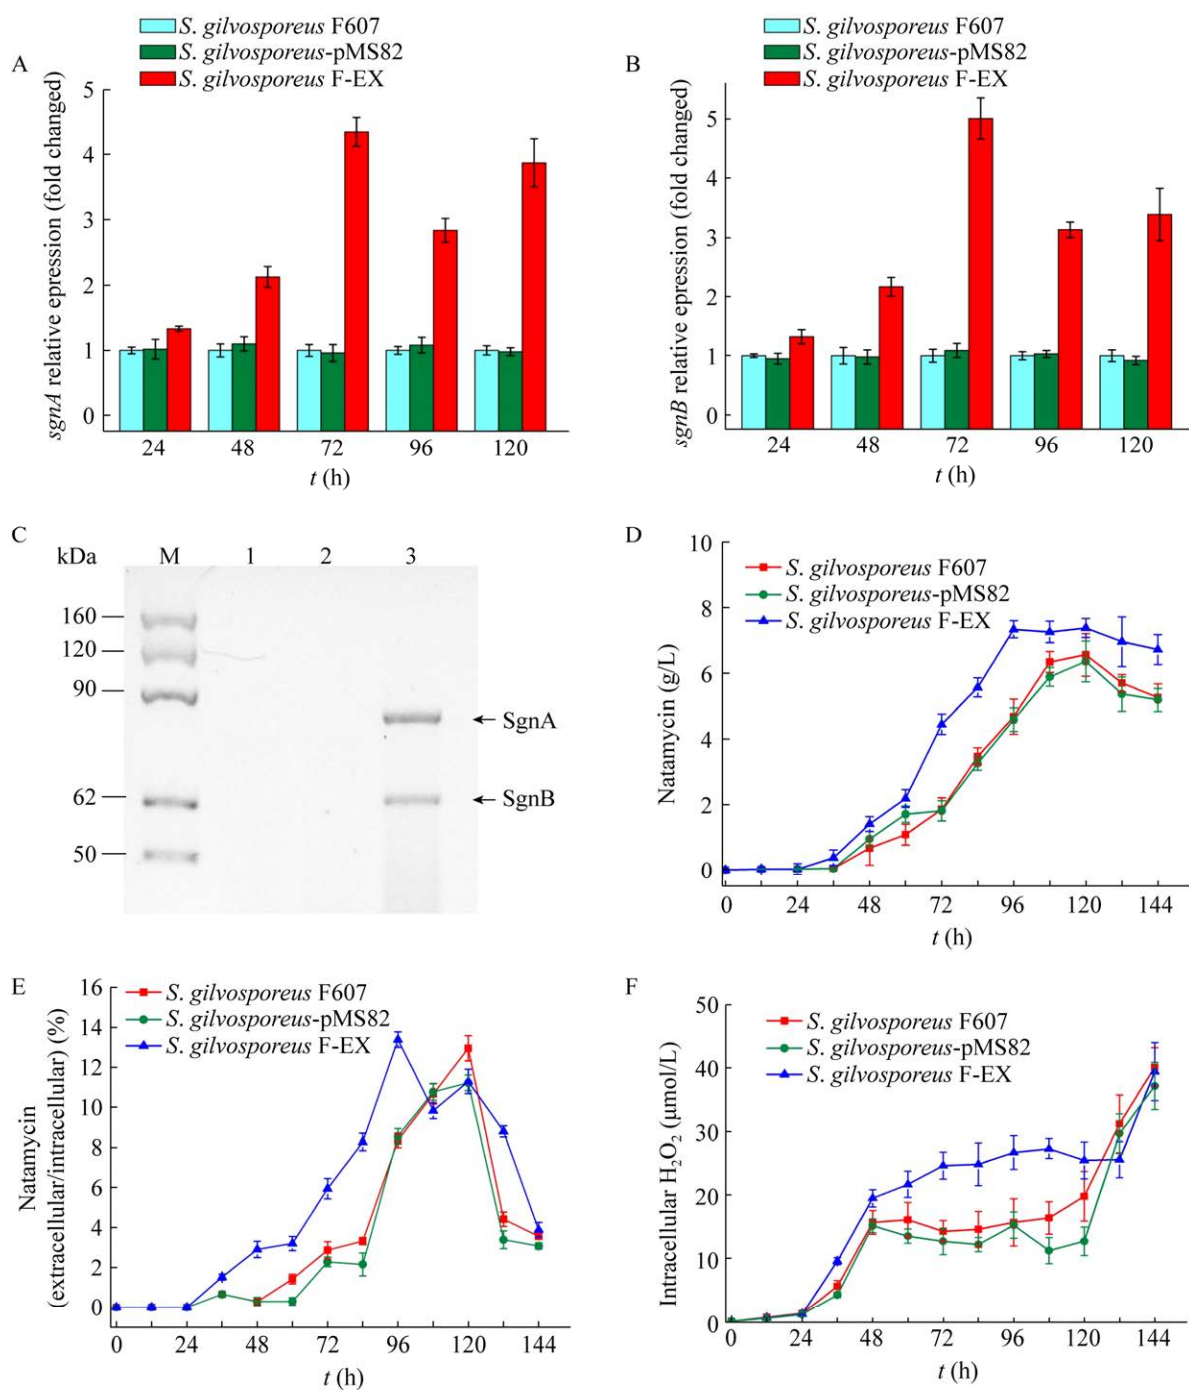 A
S. gilvosporeus F607
S. gilvosporeus-pMS82
S. gilvosporeus F-EX
sgnA relative epression (fold changed)
5
4
3
2
1
0
24 48 72 96 120
t (h)
B
S. gilvosporeus F607
S. gilvosporeus-pMS82
S. gilvosporeus F-EX
sgnB relative epression (fold changed)
5
4
3
2
1
0
24 48 72 96 120
t (h)
C
kDa M 1 2 3
160
120
90
62
50
SgnA
SgnB
D
S. gilvosporeus F607
S. gilvosporeus-pMS82
S. gilvosporeus F-EX
Natamycin (g/L)
10
8
6
4
2
0
0 24 48 72 96 120 144
t (h)
E
S. gilvosporeus F607
S. gilvosporeus-pMS82
S. gilvosporeus F-EX
Natamycin
(extracellular/intracellular) (%)
16
14
12
10
8
6
4
2
0
0 24 48 72 96 120 144
t (h)
F
S. gilvosporeus F607
S. gilvosporeus-pMS82
S. gilvosporeus F-EX
Intracellular H₂O₂ (μmol/L)
50
40
30
20
10
0
0 24 48 72 96 120 144
t (h)